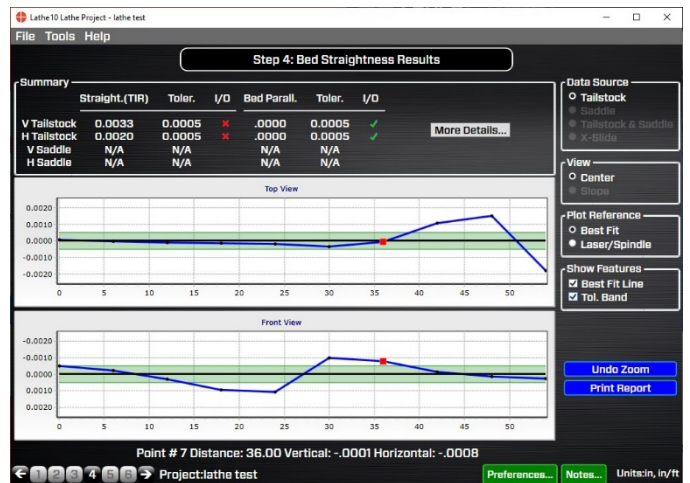 Lathe10 Lathe Project - lathe test
File Tools Help
Step 4: Bed Straightness Results
Summary
Straight.(TIR) Toler. I/O Bed Parall. Toler. I/O
V Tailstock 0.0033 0.0005 ✗ .0000 0.0005 ✓
H Tailstock 0.0020 0.0005 ✗ .0000 0.0005 ✓
V Saddle N/A N/A N/A N/A
H Saddle N/A N/A N/A N/A
More Details...
Data Source
Tailstock
Saddle
Tailstock & Saddle
X-Slide
View
Center
Slope
Plot Reference
Best Fit
Laser/Spindle
Show Features
Best Fit Line
Tol. Band
Top View
0.0020
0.0010
0.0000
-0.0010
-0.0020
0 5 10 15 20 25 30 35 40 45 50
Front View
-0.0020
-0.0010
0.0000
0.0010
0.0020
0 5 10 15 20 25 30 35 40 45 50
Undo Zoom
Print Report
Point # 7 Distance: 36.00 Vertical: -.0001 Horizontal: -.0008
1 2 3 4 5 6 Project:lathe test
Preferences... Notes... Units:in, in/ft